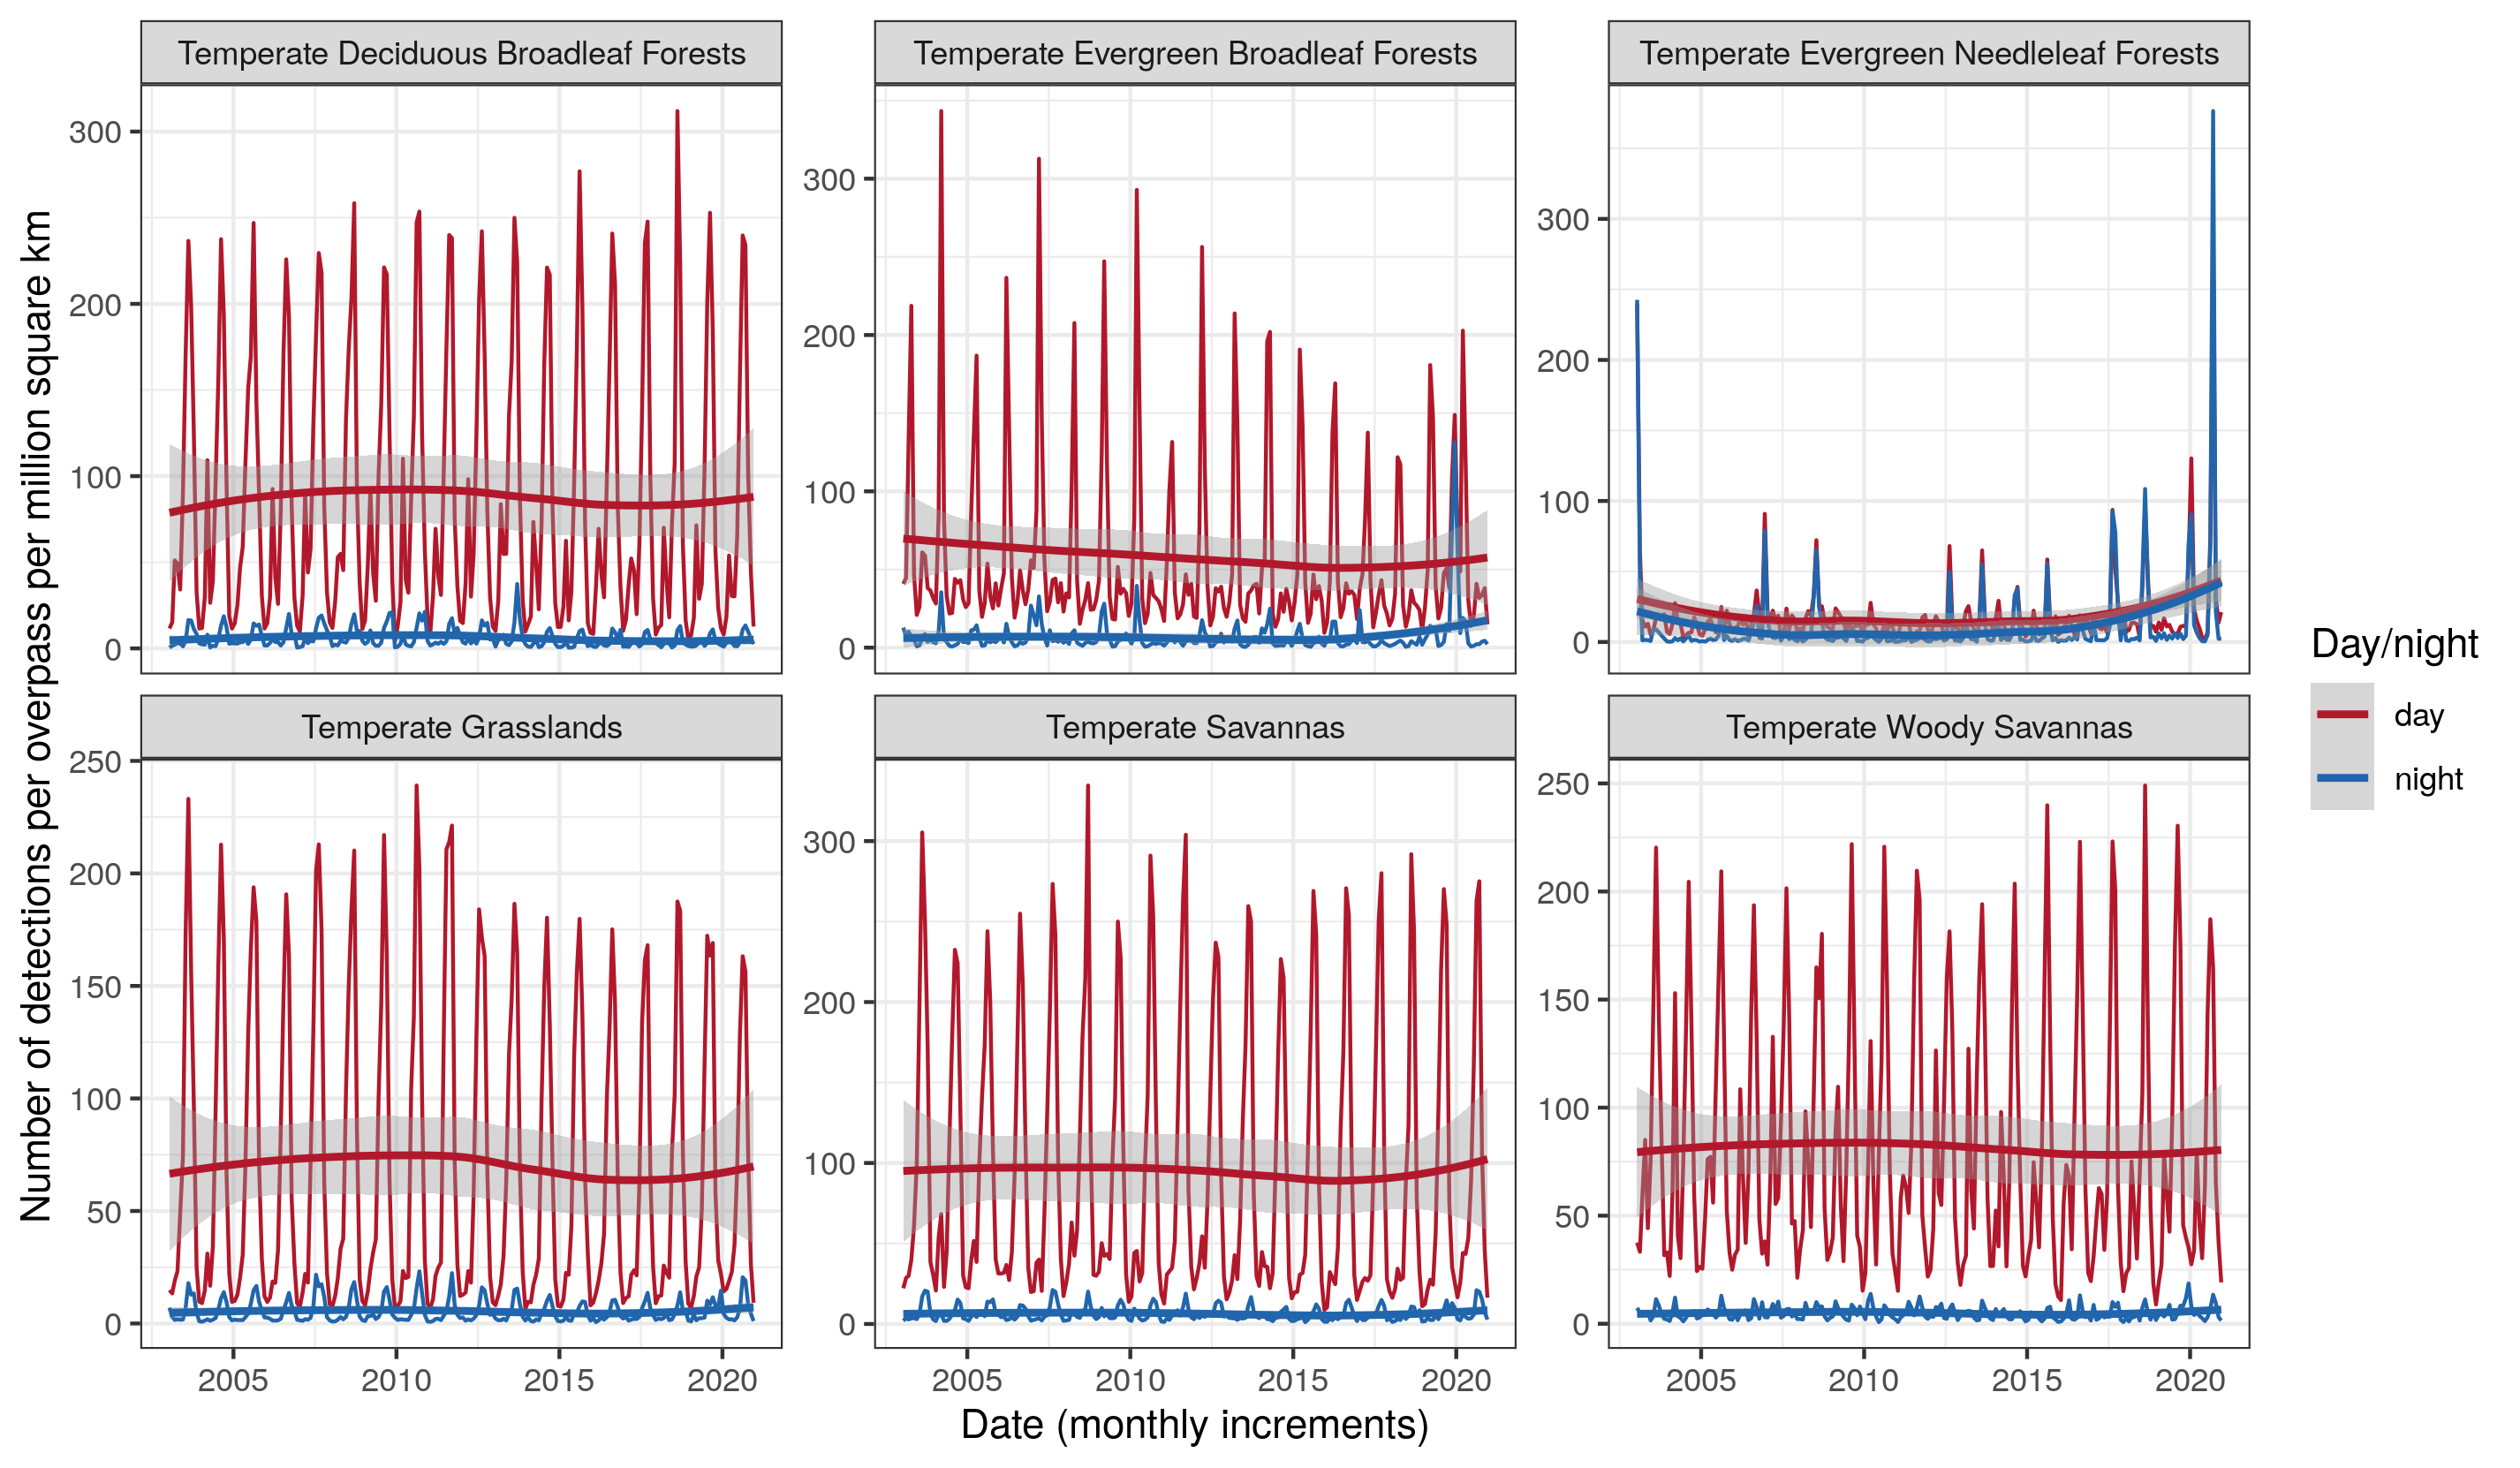 Temperate Deciduous Broadleaf Forests
Temperate Evergreen Broadleaf Forests
Temperate Evergreen Needleleaf Forests
300
200
100
0
300
200
100
0
300
200
100
0
Temperate Grasslands
Temperate Savannas
Temperate Woody Savannas
250
200
150
100
50
0
300
200
100
0
250
200
150
100
50
0
2005 2010 2015 2020
2005 2010 2015 2020
2005 2010 2015 2020
Date (monthly increments)
Number of detections per overpass per million square km
Day/night
day
night